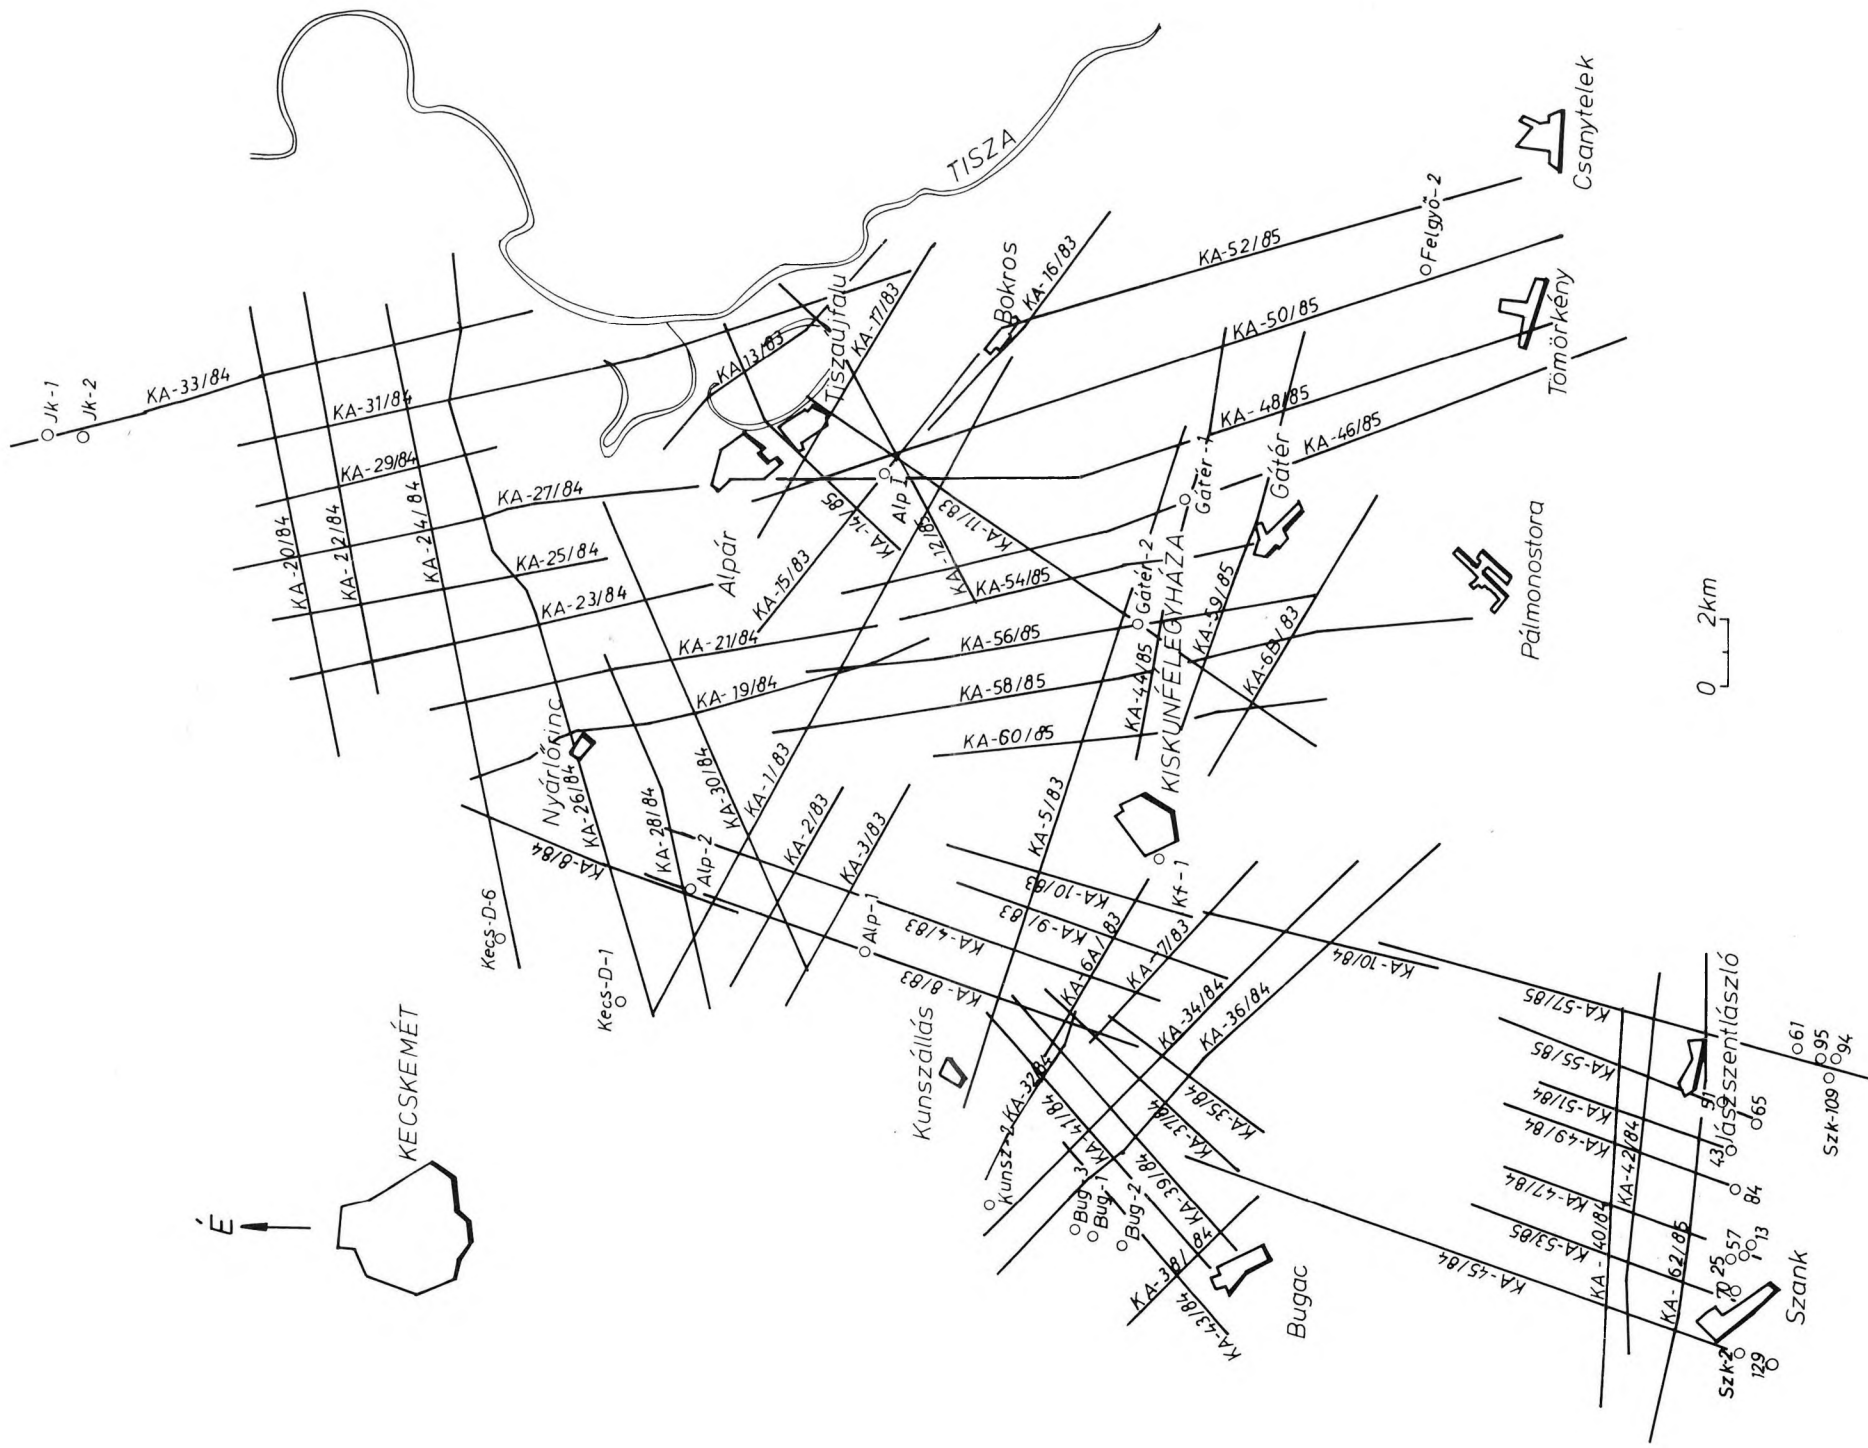 É
KECSKEMÉT
Jk-1
Jk-2
KA-33/84
KA-31/84
KA-29/84
KA-27/84
KA-25/84
KA-23/84
KA-21/84
KA-19/84
KA-20/84
KA-22/84
KA-24/84
KA-26/84
KA-28/84
KA-30/84
KA-8/84
Nyárlőrinc
Kecs-D-6
Kecs-D-1
Alp-2
Alp-1
KA-1/83
KA-2/83
KA-3/83
KA-4/83
KA-8/83
KA-5/83
KA-10/83
KA-9/83
KA-6A/83
KA-7/83
Kf-1
KISKUNFÉLEGYHÁZA
Alpár
Tiszaujfalu
TISZA
KA-13/83
KA-17/83
KA-14/85
KA-15/83
Alp I
KA-12/83
KA-11/83
Bokros
KA-16/83
KA-52/85
KA-50/85
KA-48/85
KA-46/85
KA-54/85
KA-56/85
KA-58/85
KA-60/85
KA-44/85
KA-59/85
KA-6B/83
Gátér-2
Gátér-1
Gátér
Felgyő-2
Csanytelek
Tömörkény
Pálmonostora
0 2km
Kunszállás
Kunsz-2
KA-32/84
KA-34/84
KA-36/84
KA-35/84
KA-37/84
KA-41/84
KA-39/84
KA-38/84
KA-43/84
Bug-3
Bug-1
Bug-2
Bugac
KA-10/84
KA-57/85
KA-55/85
KA-51/84
KA-49/84
KA-47/84
KA-53/85
KA-45/84
KA-40/84
KA-42/84
KA-62/85
Jászszentlászló
61
95
94
Szk-109
91
65
43
84
13
57
1
25
70
Szank
Szk-2
129